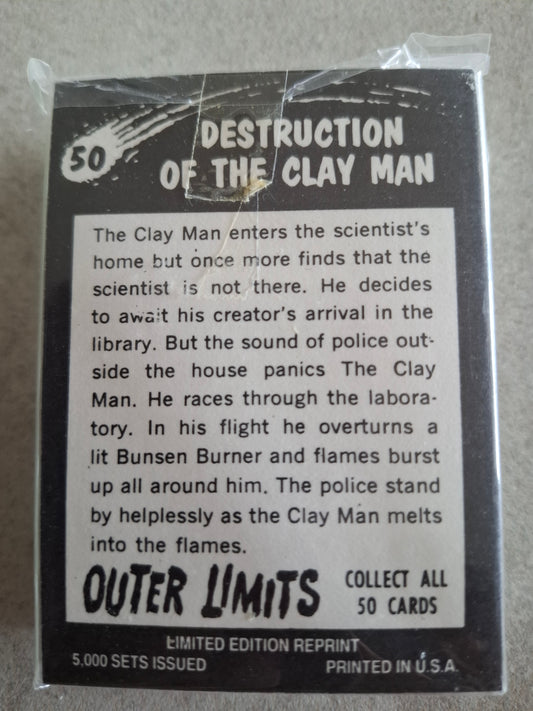 50
DESTRUCTION
OF THE CLAY MAN
The Clay Man enters the scientist's
home but once more finds that the
scientist is not there. He decides
to await his creator's arrival in the
library. But the sound of police out-
side the house panics The Clay
Man. He races through the labora-
tory. In his flight he overturns a
lit Bunsen Burner and flames burst
up all around him. The police stand
by helplessly as the Clay Man melts
into the flames.
OUTER LIMITS
COLLECT ALL
50 CARDS
LIMITED EDITION REPRINT
5,000 SETS ISSUED
PRINTED IN U.S.A.